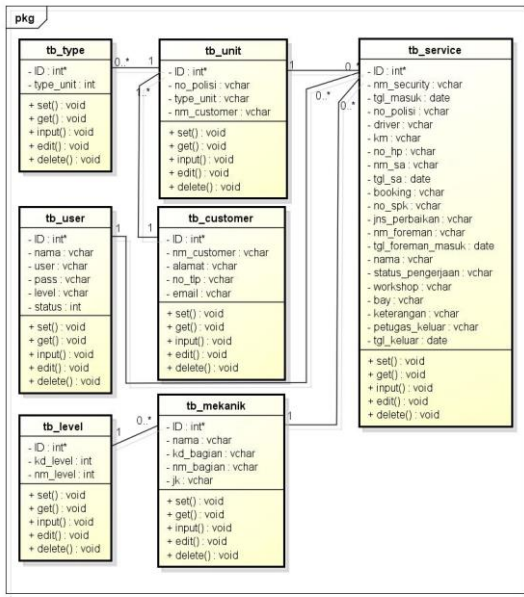 pkg
tb_type
- ID : int*
- type_unit : int
+ set() : void
+ get() : void
+ input() : void
+ edit() : void
+ delete() : void
0..*
1
tb_unit
- ID : int*
- no_polisi : vchar
- type_unit : vchar
- nm_customer : vchar
+ set() : void
+ get() : void
+ input() : void
+ edit() : void
+ delete() : void
1..*
1
1
0..*
0..*
0..*
tb_service
- ID : int*
- nm_security : vchar
- tgl_masuk : date
- no_polisi : vchar
- driver : vchar
- km : vchar
- no_hp : vchar
- nm_sa : vchar
- tgl_sa : date
- booking : vchar
- no_spk : vchar
- jns_perbaikan : vchar
- nm_foreman : vchar
- tgl_foreman_masuk : date
- nama : vchar
- status_pengerjaan : vchar
- workshop : vchar
- bay : vchar
- keterangan : vchar
- petugas_keluar : vchar
- tgl_keluar : date
+ set() : void
+ get() : void
+ input() : void
+ edit() : void
+ delete() : void
tb_user
- ID : int*
- nama : vchar
- user : vchar
- pass : vchar
- level : vchar
- status : int
+ set() : void
+ get() : void
+ input() : void
+ edit() : void
+ delete() : void
1
tb_customer
- ID : int*
- nm_customer : vchar
- alamat : vchar
- no_tlp : vchar
- email : vchar
+ set() : void
+ get() : void
+ input() : void
+ edit() : void
+ delete() : void
tb_level
- ID : int*
- kd_level : int
- nm_level : int
+ set() : void
+ get() : void
+ input() : void
+ edit() : void
+ delete() : void
1
0..*
tb_mekanik
- ID : int*
- nama : vchar
- kd_bagian : vchar
- nm_bagian : vchar
- jk : vchar
+ set() : void
+ get() : void
+ input() : void
+ edit() : void
+ delete() : void
1